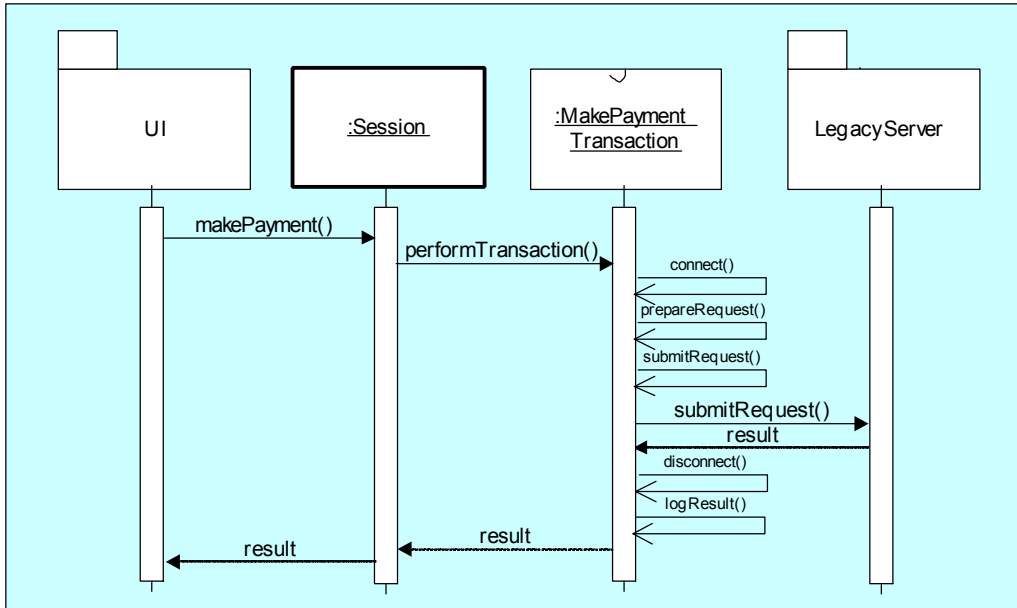 UI
:Session
:MakePayment
Transaction
LegacyServer
makePayment()
performTransaction()
connect()
prepareRequest()
submitRequest()
submitRequest()
result
disconnect()
logResult()
result
result